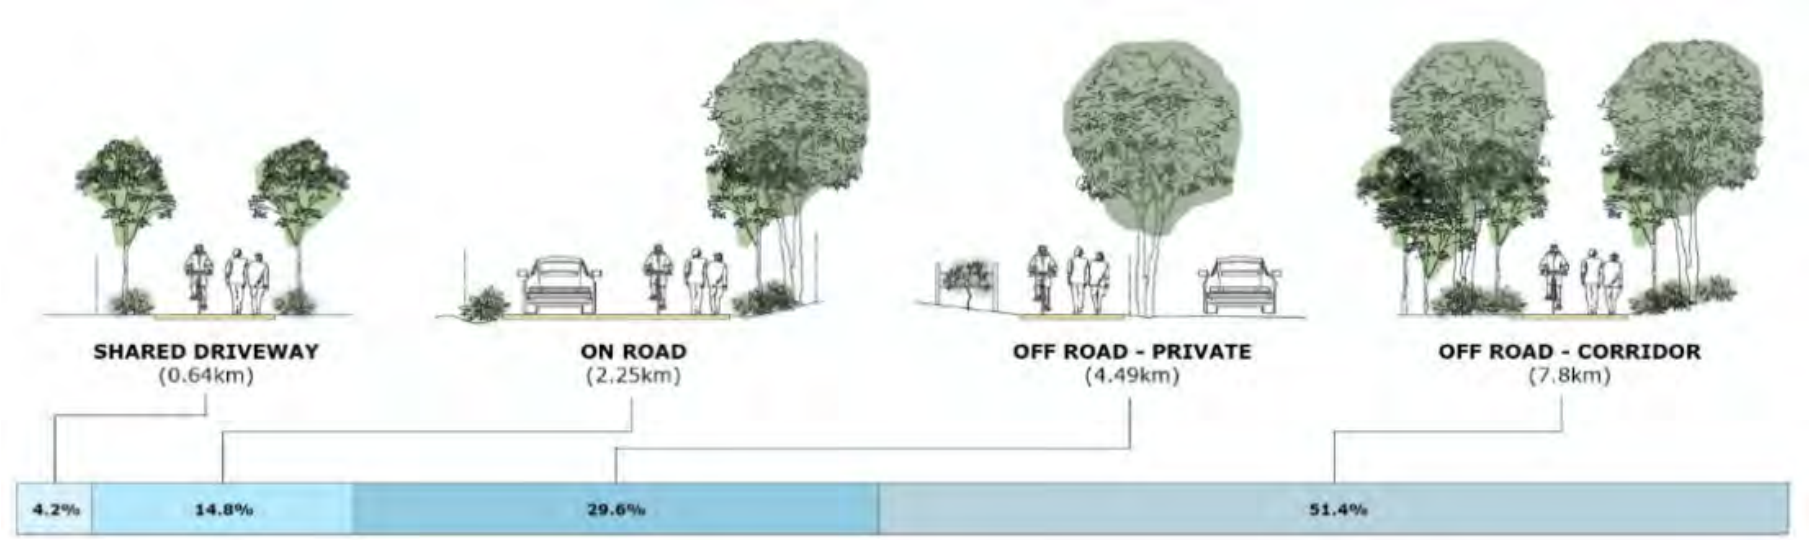 SHARED DRIVEWAY
(0.64km)
ON ROAD
(2.25km)
OFF ROAD - PRIVATE
(4.49km)
OFF ROAD - CORRIDOR
(7.8km)
4.2%
14.8%
29.6%
51.4%